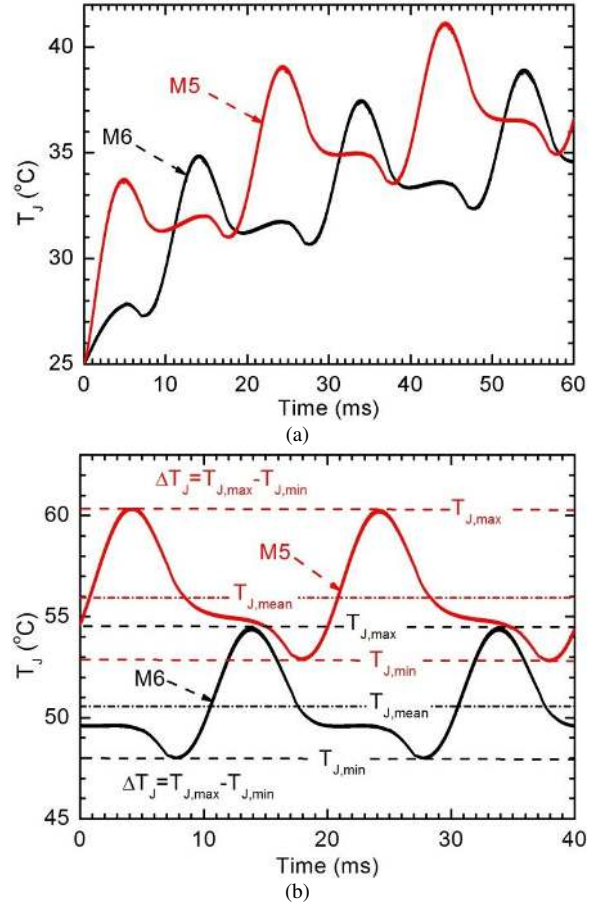 40
35
30
25
T_J (°C)
M5
M6
0 10 20 30 40 50 60
Time (ms)
(a)
60
55
50
45
T_J (°C)
ΔT_J=T_J,max-T_J,min
T_J,max
M5
T_J,mean
T_J,max
T_J,min
M6
T_J,mean
T_J,min
ΔT_J=T_J,max-T_J,min
0 10 20 30 40
Time (ms)
(b)